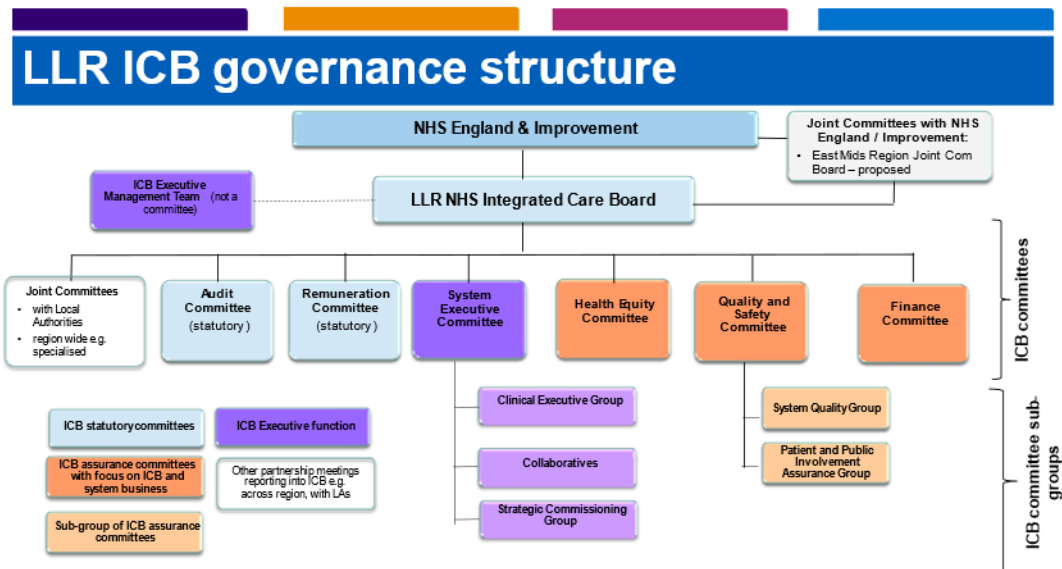 LLR ICB governance structure
NHS England & Improvement
Joint Committees with NHS
England / Improvement:
• East Mids Region Joint Com
Board – proposed
ICB Executive
Management Team (not a
committee)
LLR NHS Integrated Care Board
Joint Committees
• with Local
Authorities
• region wide e.g.
specialised
Audit
Committee
(statutory)
Remuneration
Committee
(statutory)
System
Executive
Committee
Health Equity
Committee
Quality and
Safety
Committee
Finance
Committee
ICB committees
Clinical Executive Group
Collaboratives
Strategic Commissioning
Group
System Quality Group
Patient and Public
Involvement
Assurance Group
ICB committee sub-
groups
ICB statutory committees
ICB Executive function
ICB assurance committees
with focus on ICB and
system business
Other partnership meetings
reporting into ICB e.g.
across region, with LAs
Sub-group of ICB assurance
committees